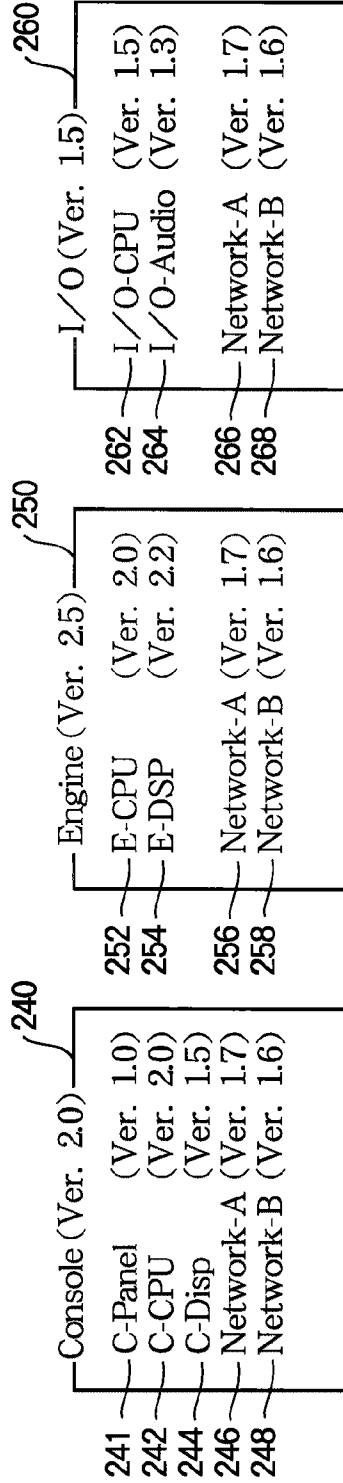 Console (Ver. 2.0) 240
241 C-Panel (Ver. 1.0)
242 C-CPU (Ver. 2.0)
244 C-Disp (Ver. 1.5)
246 Network-A (Ver. 1.7)
248 Network-B (Ver. 1.6)
Engine (Ver. 2.5) 250
252 E-CPU (Ver. 2.0)
254 E-DSP (Ver. 2.2)
256 Network-A (Ver. 1.7)
258 Network-B (Ver. 1.6)
I/O (Ver. 1.5) 260
262 I/O-CPU (Ver. 1.5)
264 I/O-Audio (Ver. 1.3)
266 Network-A (Ver. 1.7)
268 Network-B (Ver. 1.6)